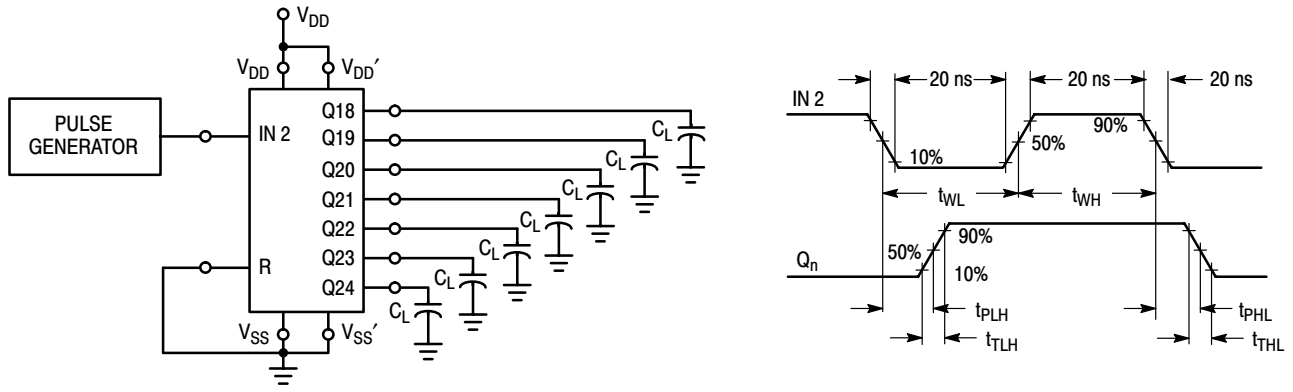 V_DD
V_DD V_DD′
PULSE
GENERATOR
IN 2
R
Q18
Q19
Q20
Q21
Q22
Q23
Q24
C_L
C_L
C_L
C_L
C_L
C_L
C_L
V_SS V_SS′
20 ns 20 ns 20 ns
IN 2
90%
50%
10%
t_WL t_WH
Q_n
50%
90%
10%
t_PLH t_PHL
t_TLH t_THL